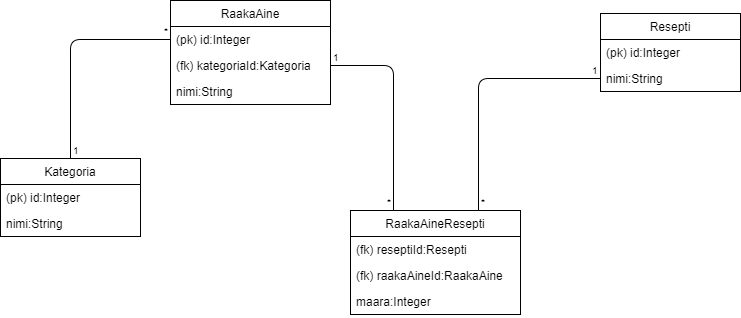 RaakaAine
(pk) id:Integer
(fk) kategoriaId:Kategoria
nimi:String
*
1
1
Kategoria
(pk) id:Integer
nimi:String
Resepti
(pk) id:Integer
nimi:String
1
*
*
RaakaAineResepti
(fk) reseptiId:Resepti
(fk) raakaAineId:RaakaAine
maara:Integer